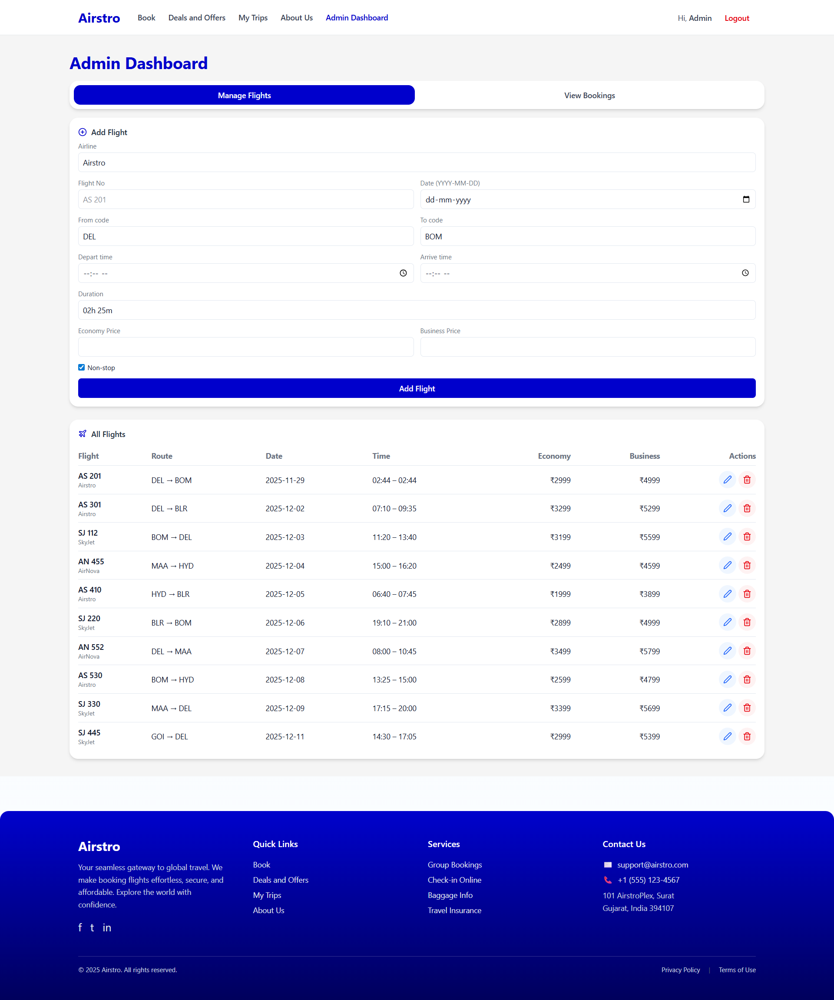 Airstro Book Deals and Offers My Trips About Us Admin Dashboard Hi, Admin Logout
Admin Dashboard
Manage Flights View Bookings
Add Flight
Airline
Airstro
Flight No Date (YYYY-MM-DD)
AS 201 dd-mm-yyyy
From code To code
DEL BOM
Depart time Arrive time
--:-- -- --:-- --
Duration
02h 25m
Economy Price Business Price
Non-stop
Add Flight
All Flights
Flight Route Date Time Economy Business Actions
AS 201
Airstro
DEL → BOM 2025-11-29 02:44 – 02:44 ₹2999 ₹4999
AS 301
Airstro
DEL → BLR 2025-12-02 07:10 – 09:35 ₹3299 ₹5299
SJ 112
SkyJet
BOM → DEL 2025-12-03 11:20 – 13:40 ₹3199 ₹5599
AN 455
AirNova
MAA → HYD 2025-12-04 15:00 – 16:20 ₹2499 ₹4599
AS 410
Airstro
HYD → BLR 2025-12-05 06:40 – 07:45 ₹1999 ₹3899
SJ 220
SkyJet
BLR → BOM 2025-12-06 19:10 – 21:00 ₹2899 ₹4999
AN 552
AirNova
DEL → MAA 2025-12-07 08:00 – 10:45 ₹3499 ₹5799
AS 530
Airstro
BOM → HYD 2025-12-08 13:25 – 15:00 ₹2599 ₹4799
SJ 330
SkyJet
MAA → DEL 2025-12-09 17:15 – 20:00 ₹3399 ₹5699
SJ 445
SkyJet
GOI → DEL 2025-12-11 14:30 – 17:05 ₹2999 ₹5399
Airstro
Your seamless gateway to global travel. We
make booking flights effortless, secure, and
affordable. Explore the world with
confidence.
f t in
Quick Links
Book
Deals and Offers
My Trips
About Us
Services
Group Bookings
Check-in Online
Baggage Info
Travel Insurance
Contact Us
support@airstro.com
+1 (555) 123-4567
101 AirstroPlex, Surat
Gujarat, India 394107
© 2025 Airstro. All rights reserved. Privacy Policy | Terms of Use